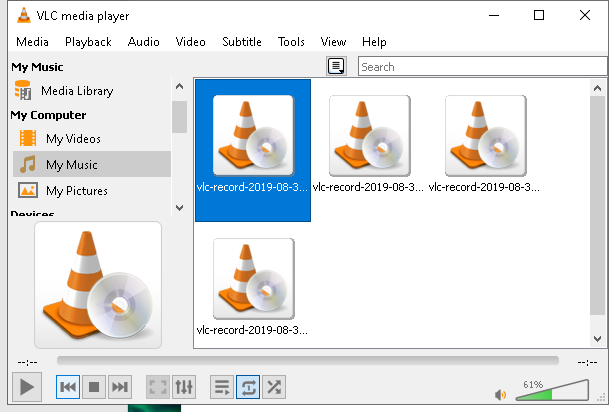 VLC media player
Media Playback Audio Video Subtitle Tools View Help
My Music
Search
Media Library
My Computer
My Videos
My Music
My Pictures
Devices
vlc-record-2019-08-3... vlc-record-2019-08-3... vlc-record-2019-08-3...
vlc-record-2019-08-3...
--:-- --:--
61%